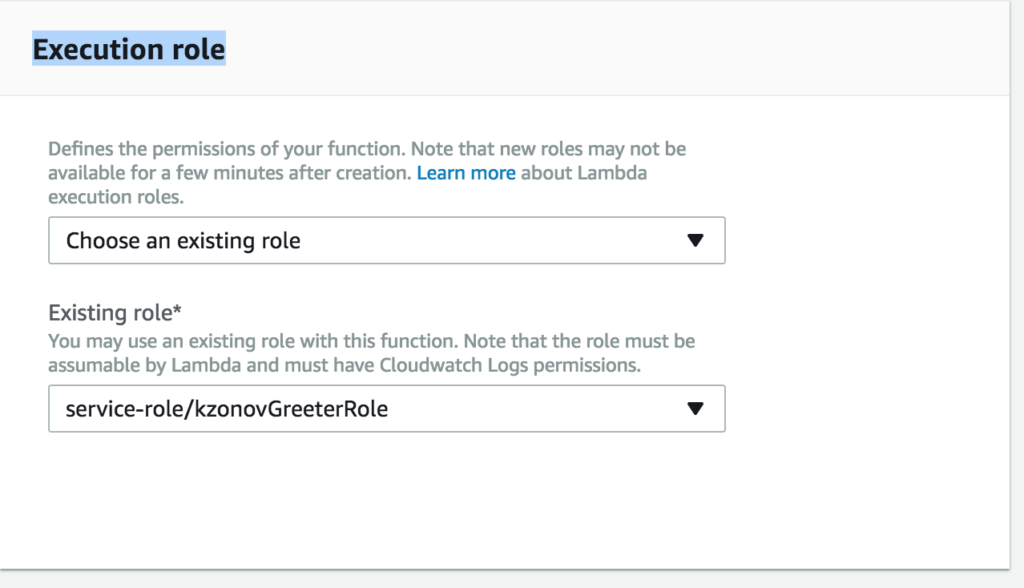 Execution role
Defines the permissions of your function. Note that new roles may not be
available for a few minutes after creation. Learn more about Lambda
execution roles.
Choose an existing role
Existing role*
You may use an existing role with this function. Note that the role must be
assumable by Lambda and must have Cloudwatch Logs permissions.
service-role/kzonovGreeterRole